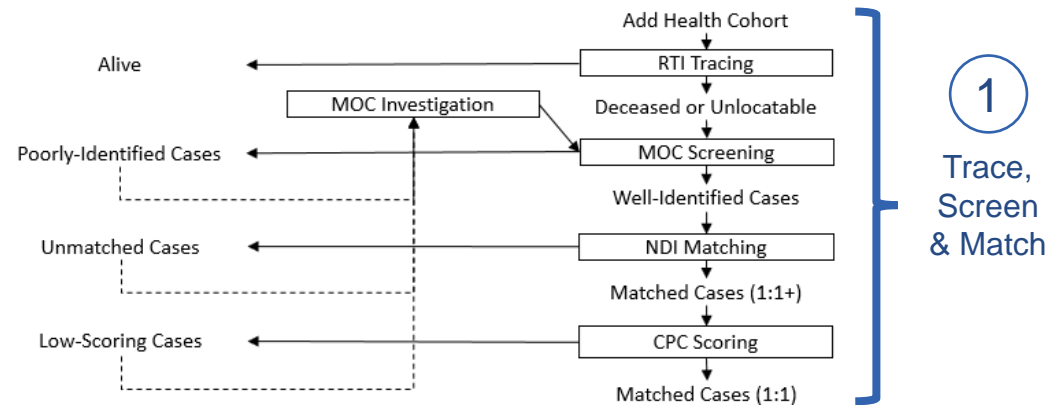 Add Health Cohort
Alive
RTI Tracing
MOC Investigation
Deceased or Unlocatable
Poorly-Identified Cases
MOC Screening
Well-Identified Cases
Unmatched Cases
NDI Matching
Matched Cases (1:1+)
Low-Scoring Cases
CPC Scoring
Matched Cases (1:1)
1
Trace,
Screen
& Match